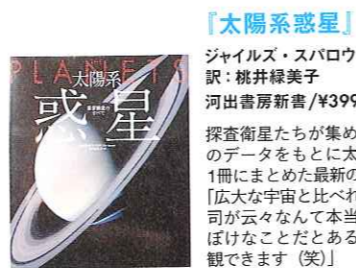 PLANETS
太陽系
惑星
『太陽系惑星』
ジャイルズ・スパロウ
訳:桃井緑美子
河出書房新書/¥399
探査衛星たちが集め
のデータをもとに太
1冊にまとめた最新の
「広大な宇宙と比べれ
司が云々なんて本当
ぼけなことだとある
観できます(笑)」